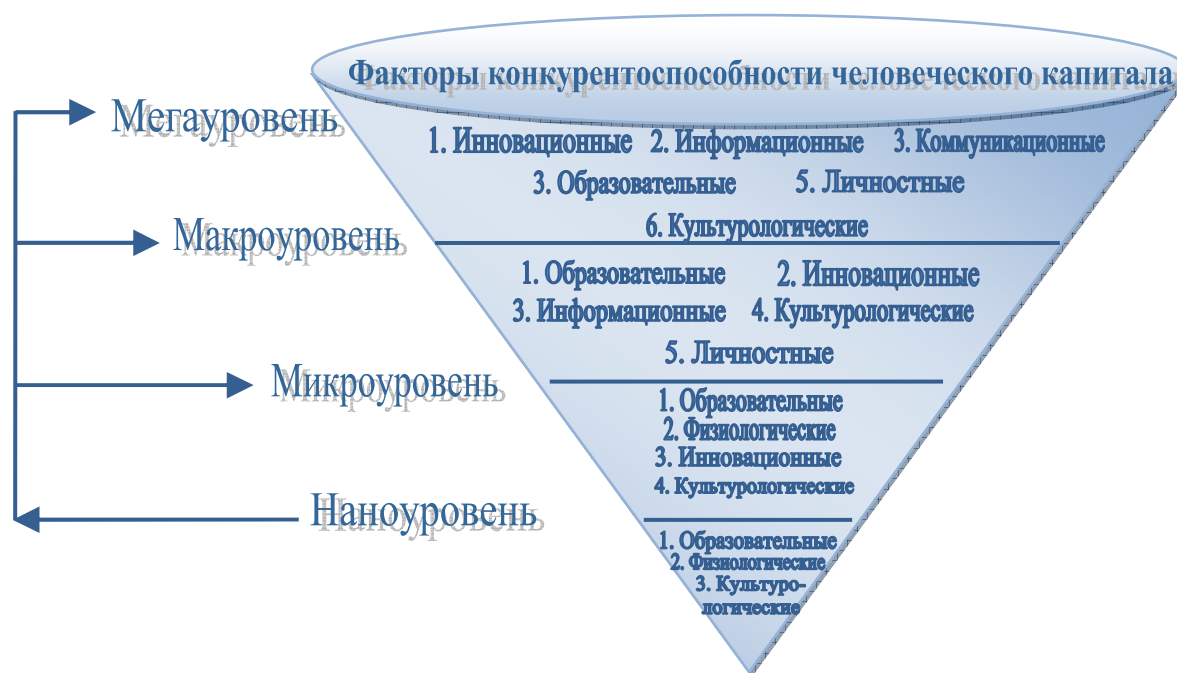 Факторы конкурентоспособности человеческого капитала
Мегауровень
1. Инновационные 2. Информационные 3. Коммуникационные
3. Образовательные 5. Личностные
6. Культурологические
Макроуровень
1. Образовательные 2. Инновационные
3. Информационные 4. Культурологические
5. Личностные
Микроуровень
1. Образовательные
2. Физиологические
3. Инновационные
4. Культурологические
Наноуровень
1. Образовательные
2. Физиологические
3. Культуро-
логические